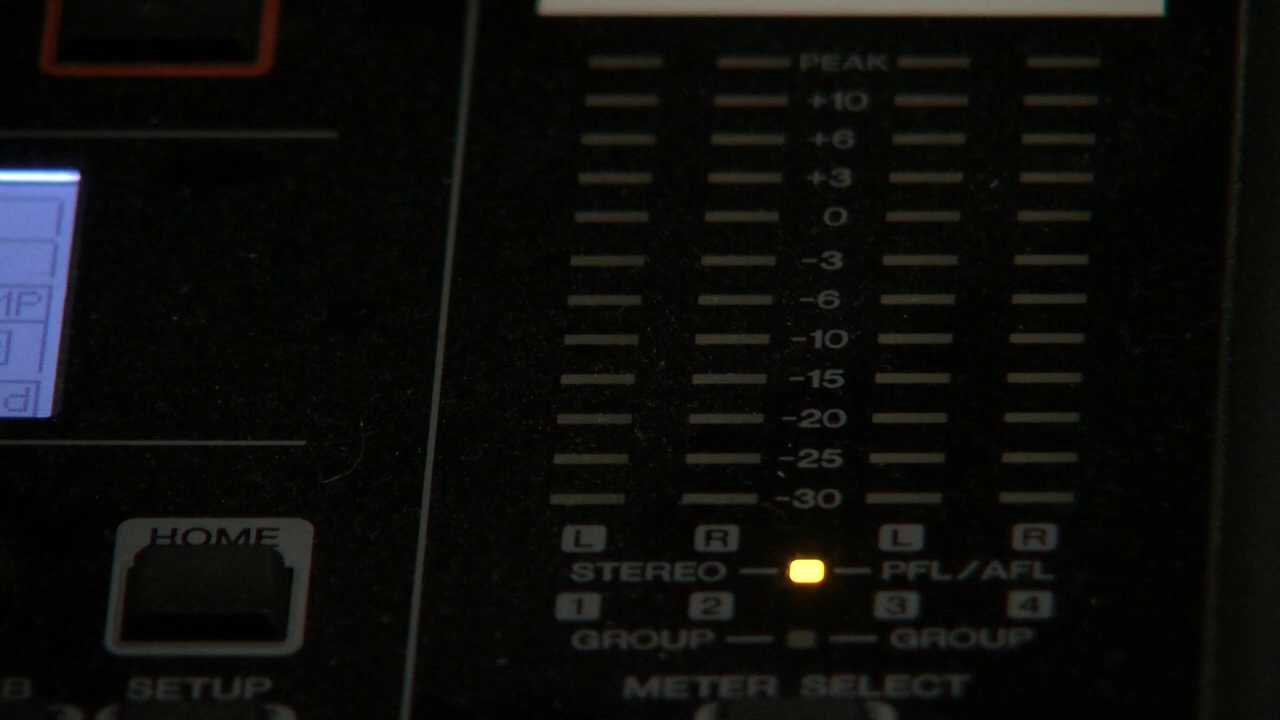 PEAK
+10
+6
+3
0
-3
-6
-10
-15
-20
-25
-30
L R L R
STEREO PFL/AFL
1 2 3 4
GROUP GROUP
METER SELECT
MP
d
HOME
SETUP